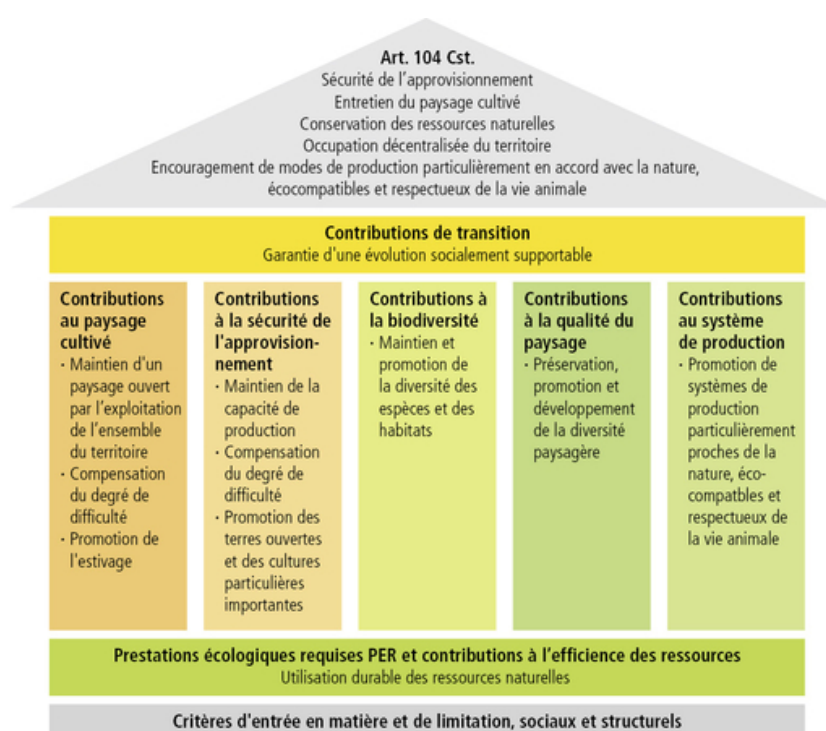 Art. 104 Cst.
Sécurité de l'approvisionnement
Entretien du paysage cultivé
Conservation des ressources naturelles
Occupation décentralisée du territoire
Encouragement de modes de production particulièrement en accord avec la nature,
écocompatibles et respectueux de la vie animale
Contributions de transition
Garantie d'une évolution socialement supportable
Contributions
au paysage
cultivé
· Maintien d'un
paysage ouvert
par l'exploitation
de l'ensemble
du territoire
· Compensation
du degré de
difficulté
· Promotion de
l'estivage
Contributions
à la sécurité de
l'approvision-
nement
· Maintien de la
capacité de
production
· Compensation
du degré de
difficulté
· Promotion des
terres ouvertes
et des cultures
particulières
importantes
Contributions à
la biodiversité
· Maintien et
promotion de
la diversité des
espèces et des
habitats
Contributions
à la qualité du
paysage
· Préservation,
promotion et
développement
de la diversité
paysagère
Contributions
au système
de production
· Promotion de
systèmes de
production
particulièrement
proches de la
nature, éco-
compatbles et
respectueux de
la vie animale
Prestations écologiques requises PER et contributions à l'efficience des ressources
Utilisation durable des ressources naturelles
Critères d'entrée en matière et de limitation, sociaux et structurels